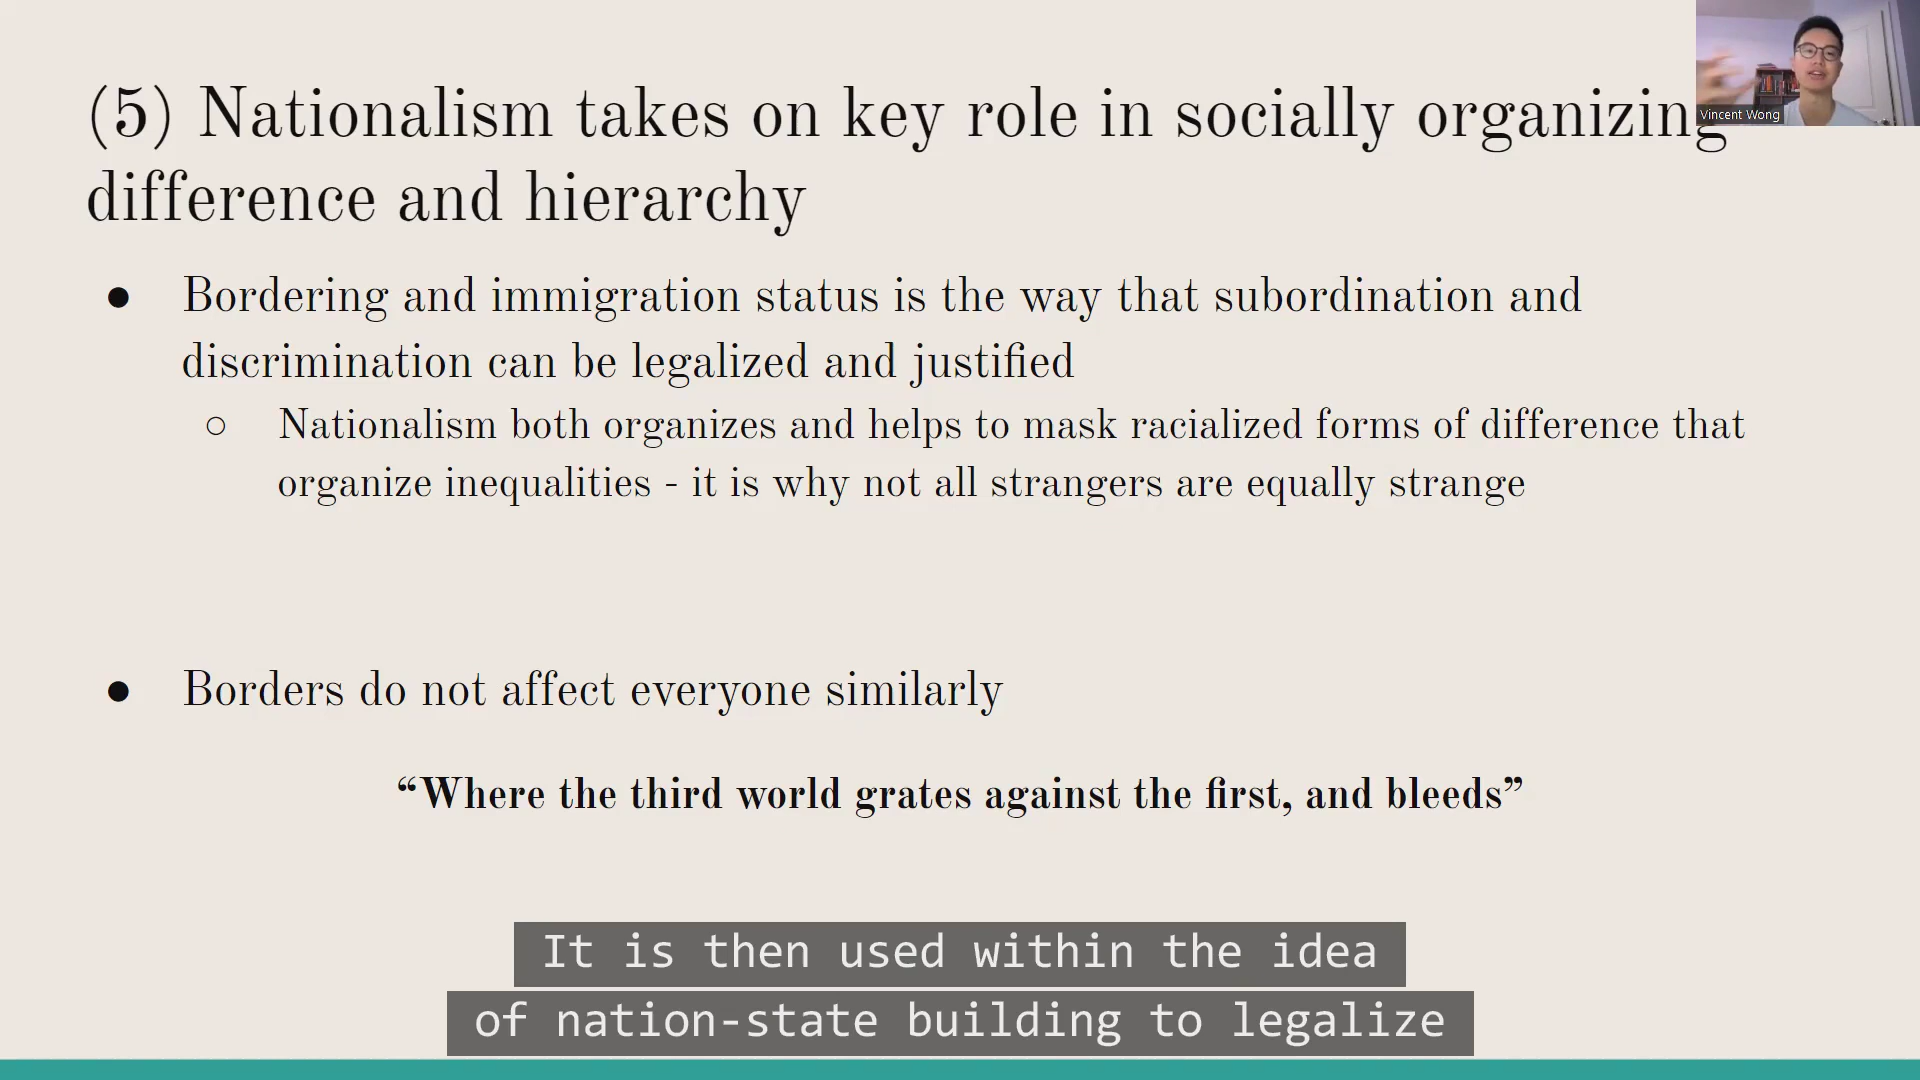 Vincent Wong
(5) Nationalism takes on key role in socially organizing
difference and hierarchy
● Bordering and immigration status is the way that subordination and
discrimination can be legalized and justified
○ Nationalism both organizes and helps to mask racialized forms of difference that
organize inequalities - it is why not all strangers are equally strange
● Borders do not affect everyone similarly
“Where the third world grates against the first, and bleeds”
It is then used within the idea
of nation-state building to legalize